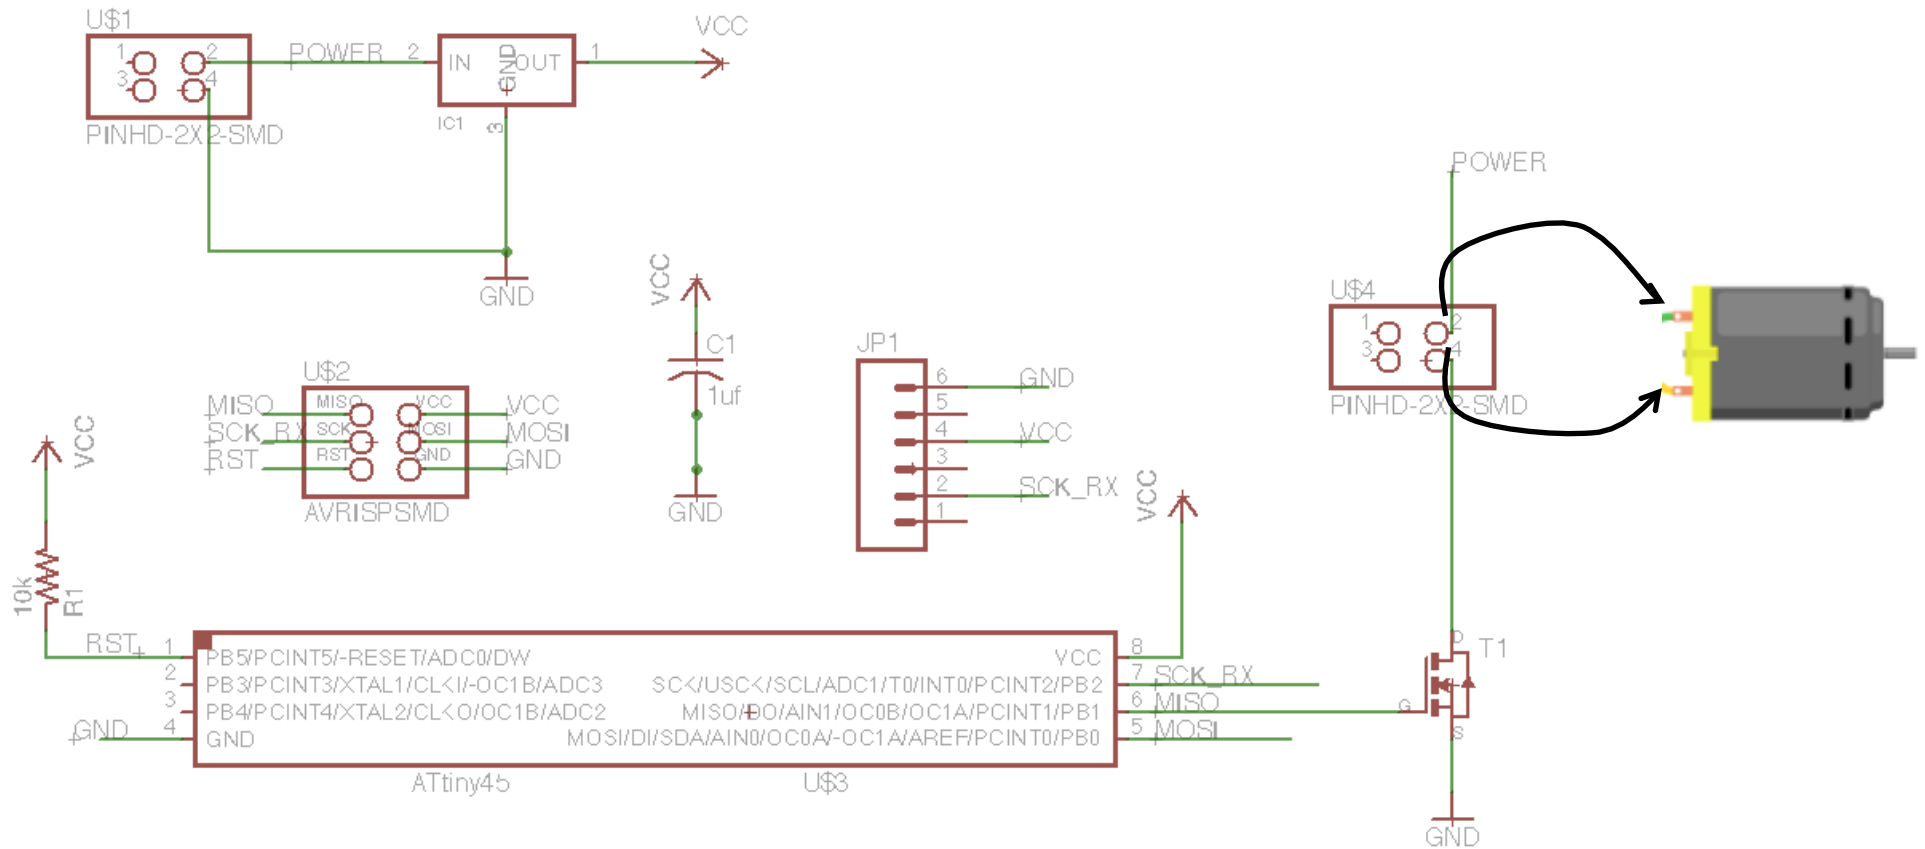 U$1
1 2
3 4
PINHD-2X2-SMD
POWER
2 IN GND OUT 1
IC1
3
VCC
GND
POWER
U$4
1 2
3 4
PINHD-2X2-SMD
VCC
C1
1uf
GND
U$2
MISO MISO VCC VCC
SCK_RX SCK MOSI MOSI
RST RST GND GND
AVRISPSMD
JP1
6 GND
5
4 VCC
3
2 SCK_RX
1
VCC
10k
R1
VCC
RST 1 PB5/PCINT5/-RESET/ADC0/DW
2 PB3/PCINT3/XTAL1/CLKI/-OC1B/ADC3
3 PB4/PCINT4/XTAL2/CLKO/OC1B/ADC2
GND 4 GND
VCC 8
SCK/USCK/SCL/ADC1/T0/INT0/PCINT2/PB2 7 SCK_RX
MISO/DO/AIN1/OC0B/OC1A/PCINT1/PB1 6 MISO
MOSI/DI/SDA/AIN0/OC0A/-OC1A/AREF/PCINT0/PB0 5 MOSI
ATtiny45
U$3
D
T1
G
S
GND